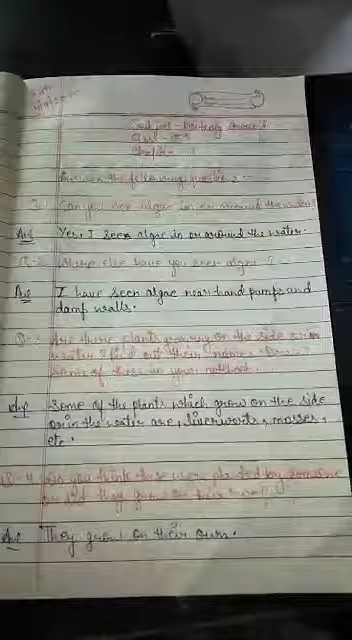 Answer the following questions :-
Q-1 Can you see algae in or around the water?
Ans Yes, I seen algae in or around the water.
Q-2 Where else have you seen algae ?
Ans I have seen algae near hand pumps and
damp walls.
Q-3 Are there plants growing on the side or in
water? Find out their names. Draw
some of these in your notebook.
Ans Some of the plants which grow on the side
or in the water are, liverworts, mosses,
etc.
Q-4 Do you think these were planted by someone
or did they grow on their own?
Ans They grow on their own.